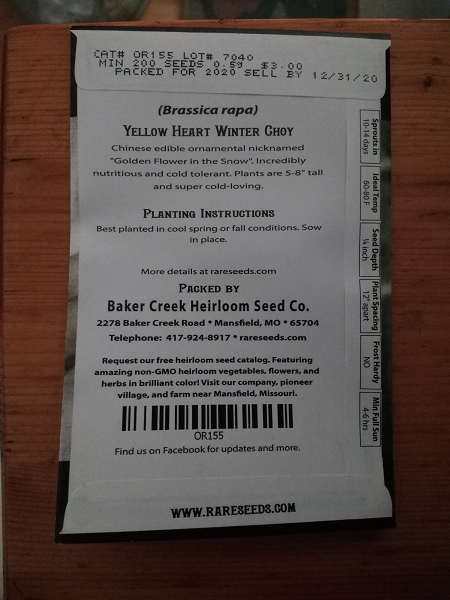 CAT# OR155 LOT# 7040
MIN 200 SEEDS 0.5g $3.00
PACKED FOR 2020 SELL BY 12/31/20
(Brassica rapa)
YELLOW HEART WINTER CHOY
Chinese edible ornamental nicknamed
"Golden Flower in the Snow". Incredibly
nutritious and cold tolerant. Plants are 5-8" tall
and super cold-loving.
PLANTING INSTRUCTIONS
Best planted in cool spring or fall conditions. Sow
in place.
More details at rareseeds.com
PACKED BY
Baker Creek Heirloom Seed Co.
2278 Baker Creek Road • Mansfield, MO • 65704
Telephone: 417-924-8917 • rareseeds.com
Request our free heirloom seed catalog. Featuring
amazing non-GMO heirloom vegetables, flowers, and
herbs in brilliant color! Visit our company, pioneer
village, and farm near Mansfield, Missouri.
OR155
Find us on Facebook for updates and more.
WWW.RARESEEDS.COM
Sprouts in
10-14 days
Ideal Temp
60-80 F
Seed Depth
¼ inch
Plant Spacing
12" apart
Frost Hardy
NO
Min Full Sun
4-6 hrs